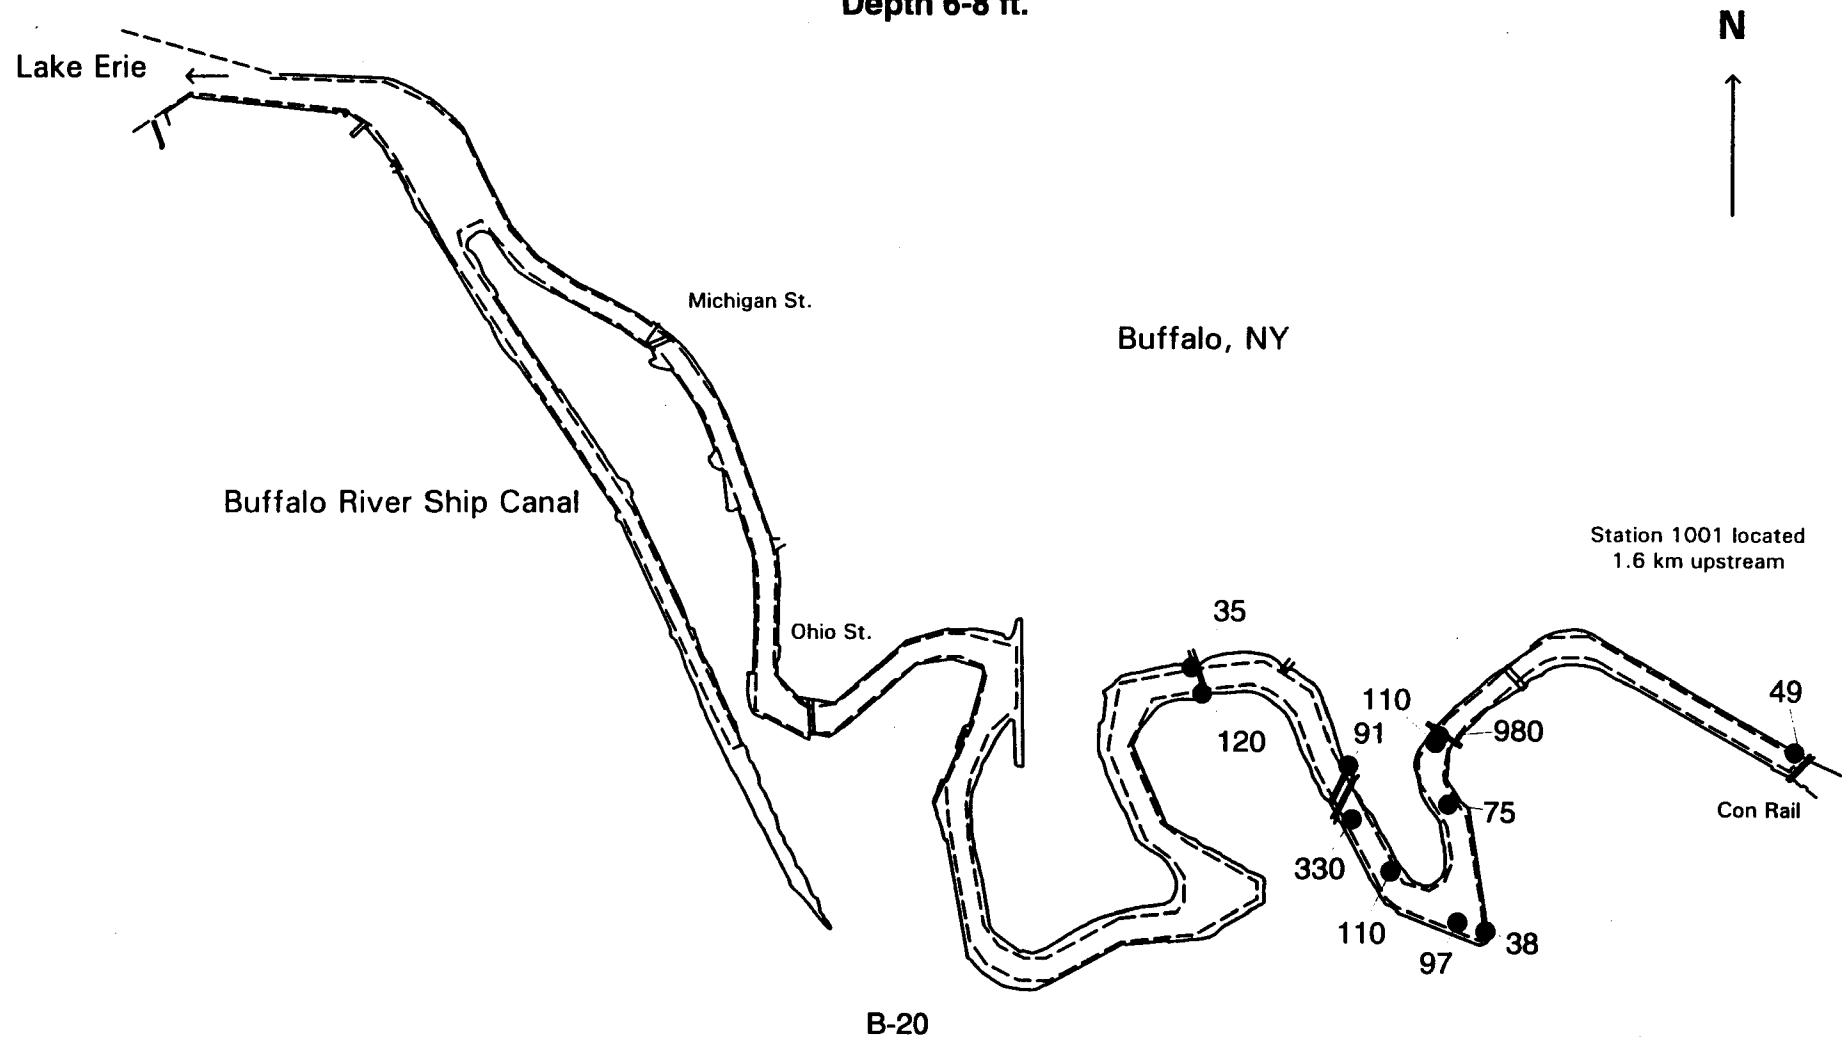 Depth 6-8 ft.
N
Lake Erie
Michigan St.
Buffalo, NY
Buffalo River Ship Canal
Station 1001 located
1.6 km upstream
35
Ohio St.
49
110
91
980
120
75
Con Rail
330
110
38
97
B-20